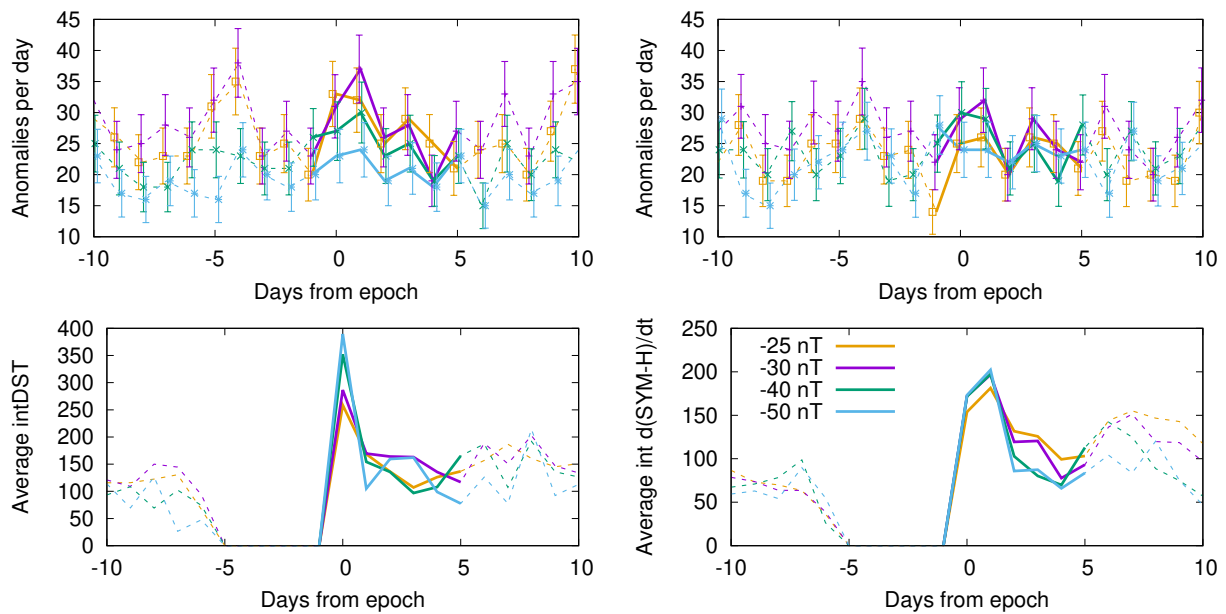 45
40
35
30
25
20
15
10
Anomalies per day
-10 -5 0 5 10
Days from epoch
45
40
35
30
25
20
15
10
Anomalies per day
-10 -5 0 5 10
Days from epoch
400
350
300
250
200
150
100
50
0
Average intDST
-10 -5 0 5 10
Days from epoch
250
200
150
100
50
0
Average int d(SYM-H)/dt
-25 nT
-30 nT
-40 nT
-50 nT
-10 -5 0 5 10
Days from epoch